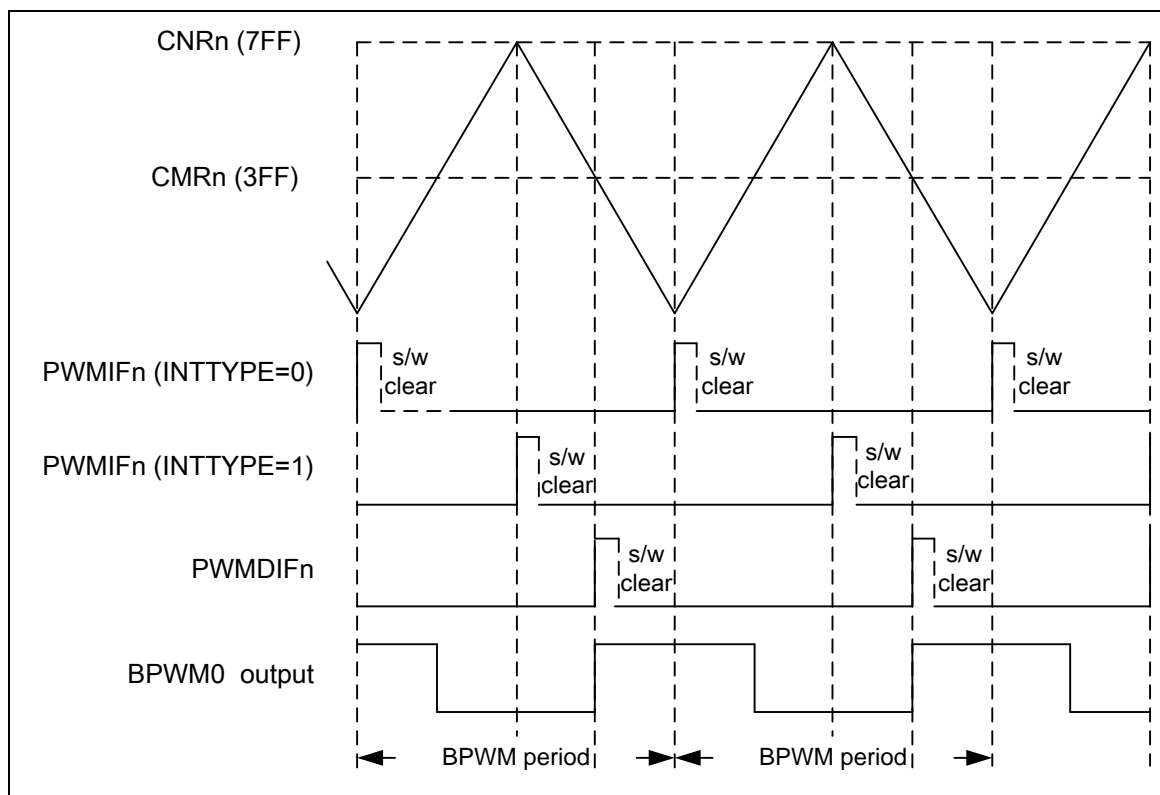 CNRn (7FF)
CMRn (3FF)
PWMIFn (INTTYPE=0)
s/w
clear
s/w
clear
s/w
clear
PWMIFn (INTTYPE=1)
s/w
clear
s/w
clear
PWMDIFn
s/w
clear
s/w
clear
BPWM0 output
BPWM period
BPWM period